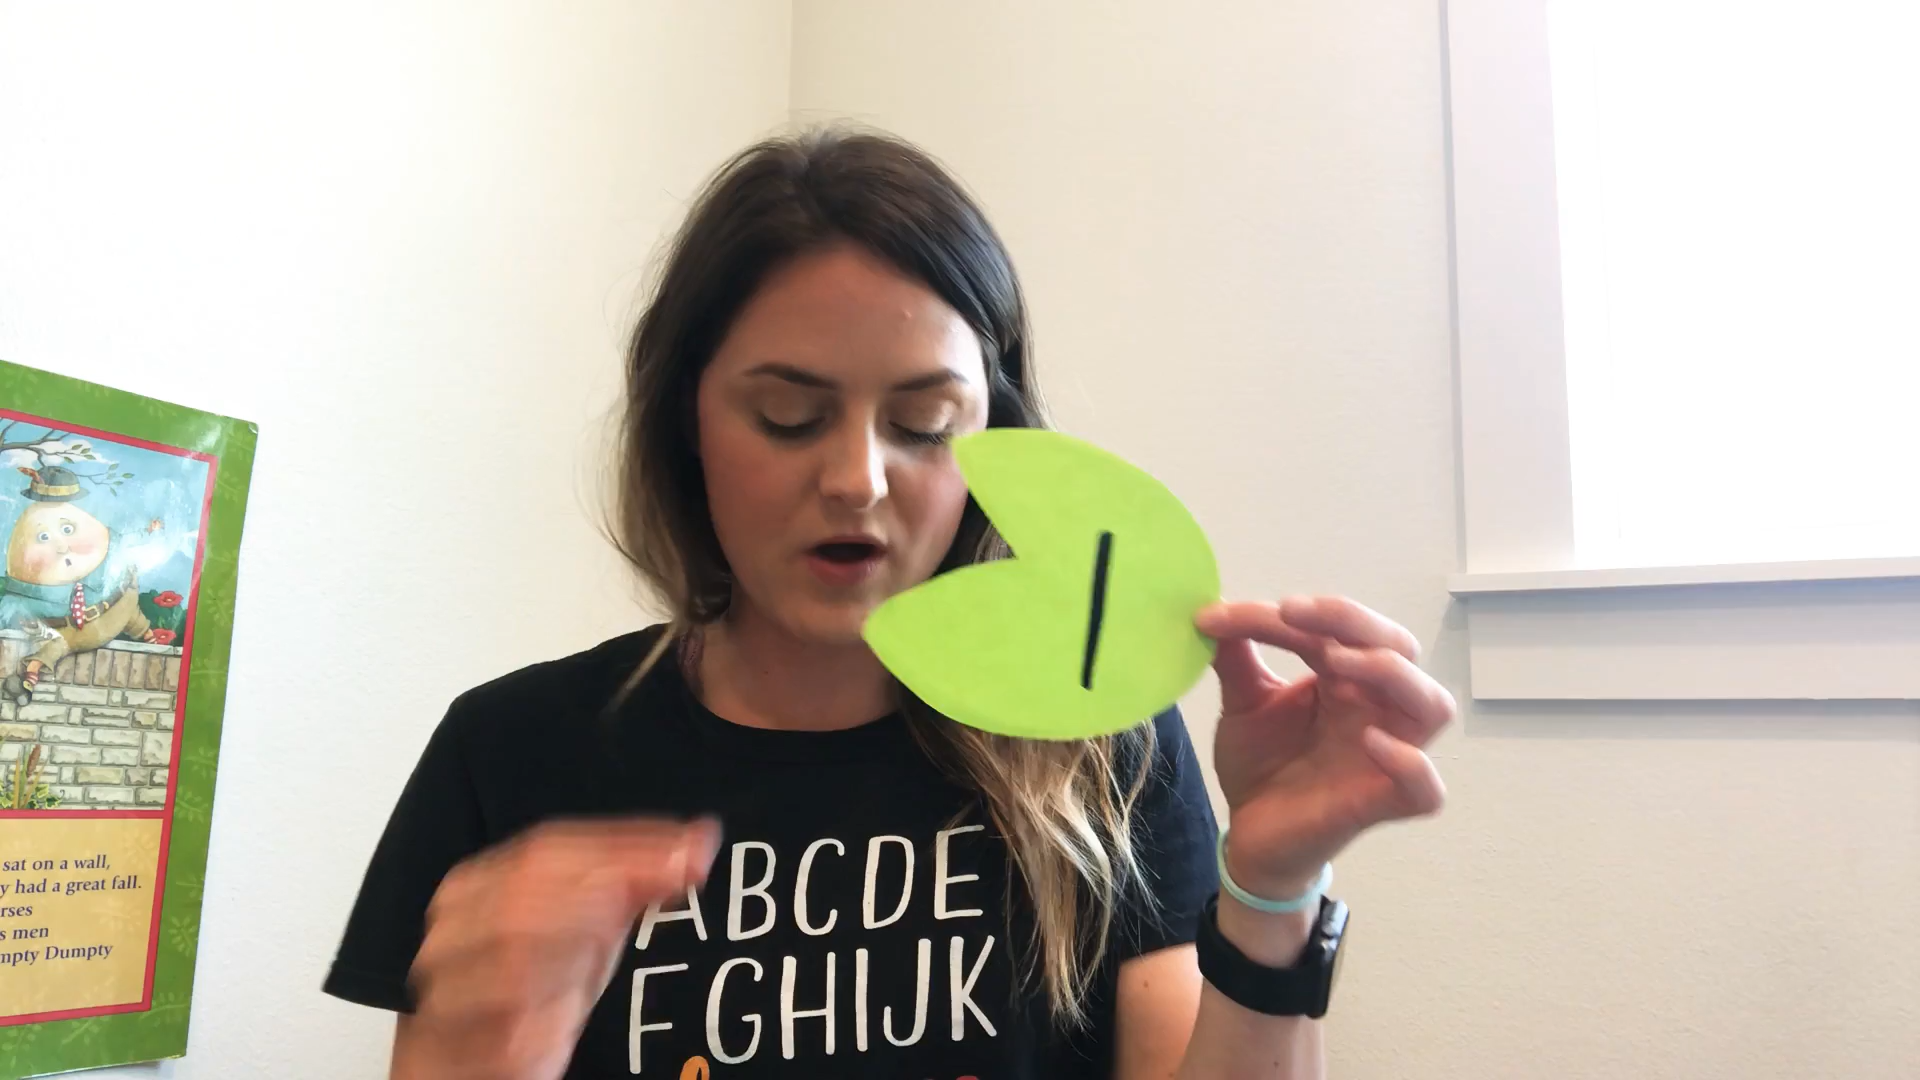 sat on a wall,
y had a great fall.
rses
s men
mpty Dumpty
ABCDE
FGHIJK